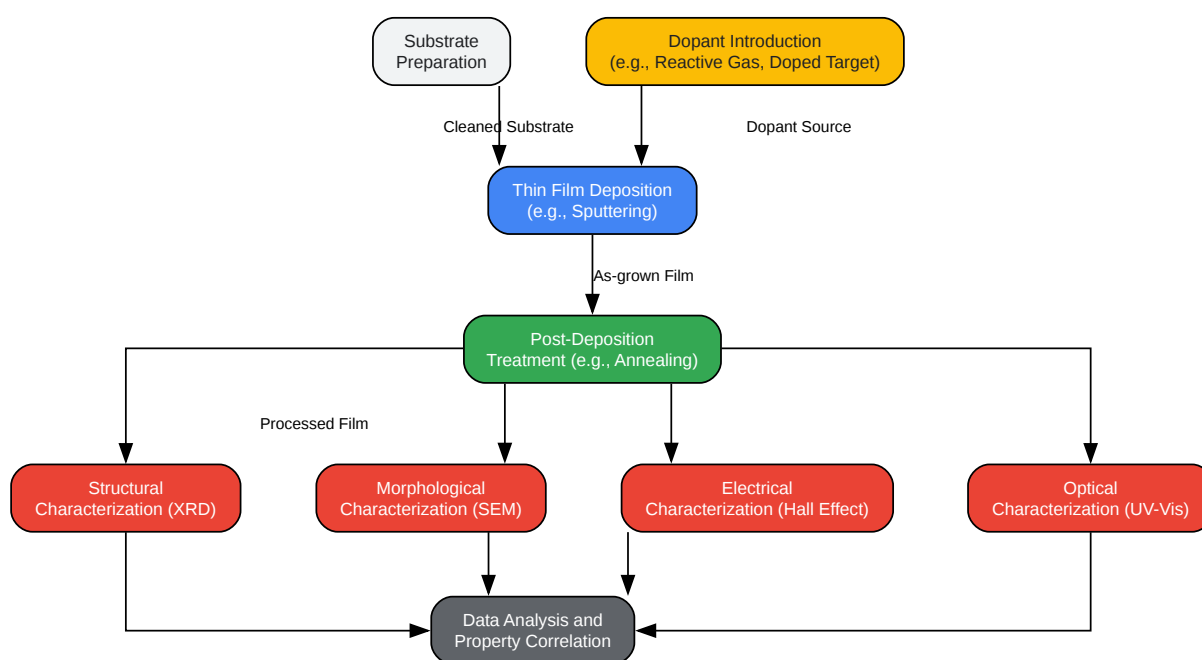 Substrate
Preparation
Dopant Introduction
(e.g., Reactive Gas, Doped Target)
Cleaned Substrate
Dopant Source
Thin Film Deposition
(e.g., Sputtering)
As-grown Film
Post-Deposition
Treatment (e.g., Annealing)
Processed Film
Structural
Characterization (XRD)
Morphological
Characterization (SEM)
Electrical
Characterization (Hall Effect)
Optical
Characterization (UV-Vis)
Data Analysis and
Property Correlation